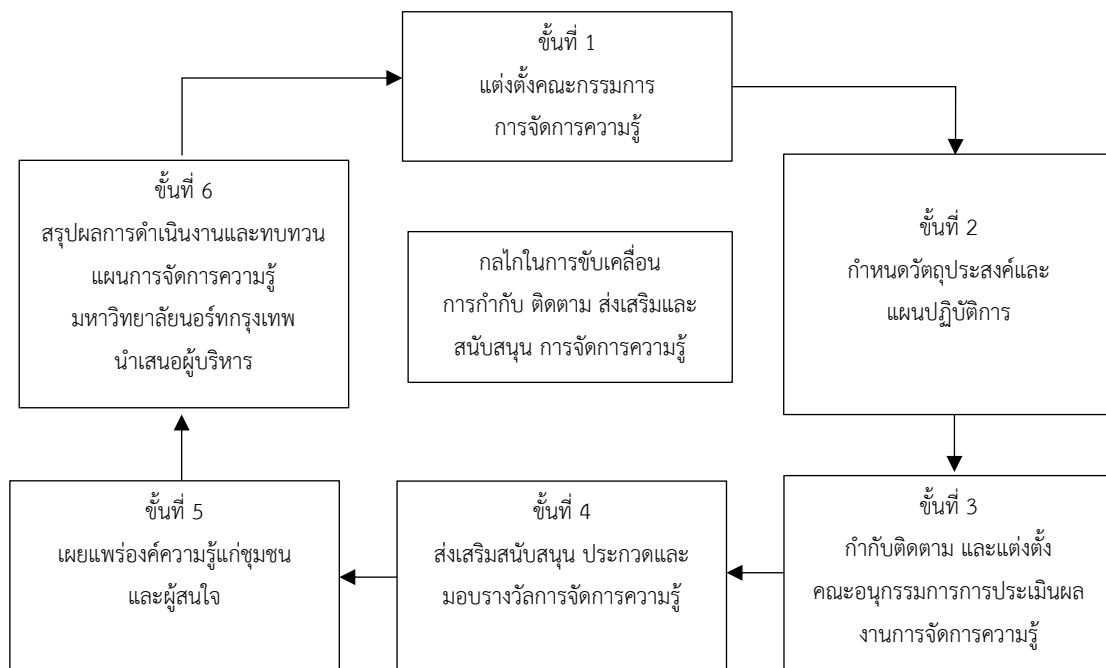 ขั้นที่ 1
แต่งตั้งคณะกรรมการ
การจัดการความรู้
ขั้นที่ 2
กำหนดวัตถุประสงค์และ
แผนปฏิบัติการ
ขั้นที่ 3
กำกับติดตาม และแต่งตั้ง
คณะอนุกรรมการการประเมินผล
งานการจัดการความรู้
ขั้นที่ 4
ส่งเสริมสนับสนุน ประกวดและ
มอบรางวัลการจัดการความรู้
ขั้นที่ 5
เผยแพร่องค์ความรู้แก่ชุมชน
และผู้สนใจ
ขั้นที่ 6
สรุปผลการดำเนินงานและทบทวน
แผนการจัดการความรู้
มหาวิทยาลัยนอร์ทกรุงเทพ
นำเสนอผู้บริหาร
กลไกในการขับเคลื่อน
การกำกับ ติดตาม ส่งเสริมและ
สนับสนุน การจัดการความรู้